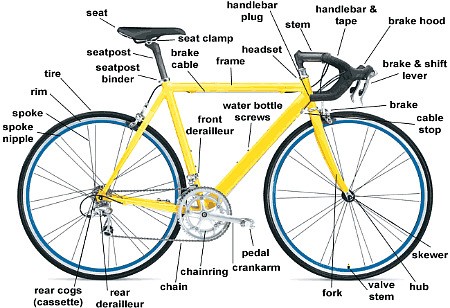 seat
handlebar
plug
stem
handlebar &
tape
brake hood
seat clamp
seatpost
brake
cable
headset
frame
brake & shift
lever
seatpost
binder
tire
rim
spoke
spoke
nipple
front
derailleur
water bottle
screws
brake
cable
stop
pedal
crankarm
chainring
chain
rear
derailleur
rear cogs
(cassette)
fork
valve
stem
hub
skewer